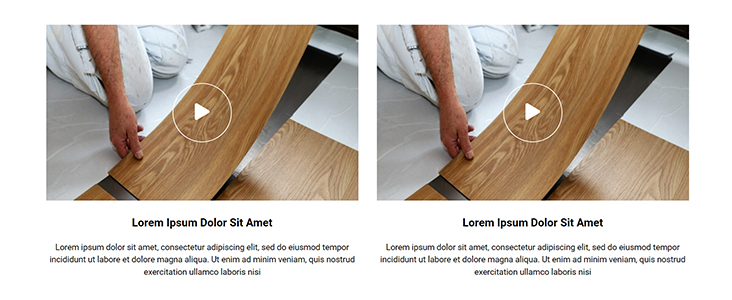 Lorem Ipsum Dolor Sit Amet
Lorem ipsum dolor sit amet, consectetur adipiscing elit, sed do eiusmod tempor
incididunt ut labore et dolore magna aliqua. Ut enim ad minim veniam, quis nostrud
exercitation ullamco laboris nisi
Lorem Ipsum Dolor Sit Amet
Lorem ipsum dolor sit amet, consectetur adipiscing elit, sed do eiusmod tempor
incididunt ut labore et dolore magna aliqua. Ut enim ad minim veniam, quis nostrud
exercitation ullamco laboris nisi